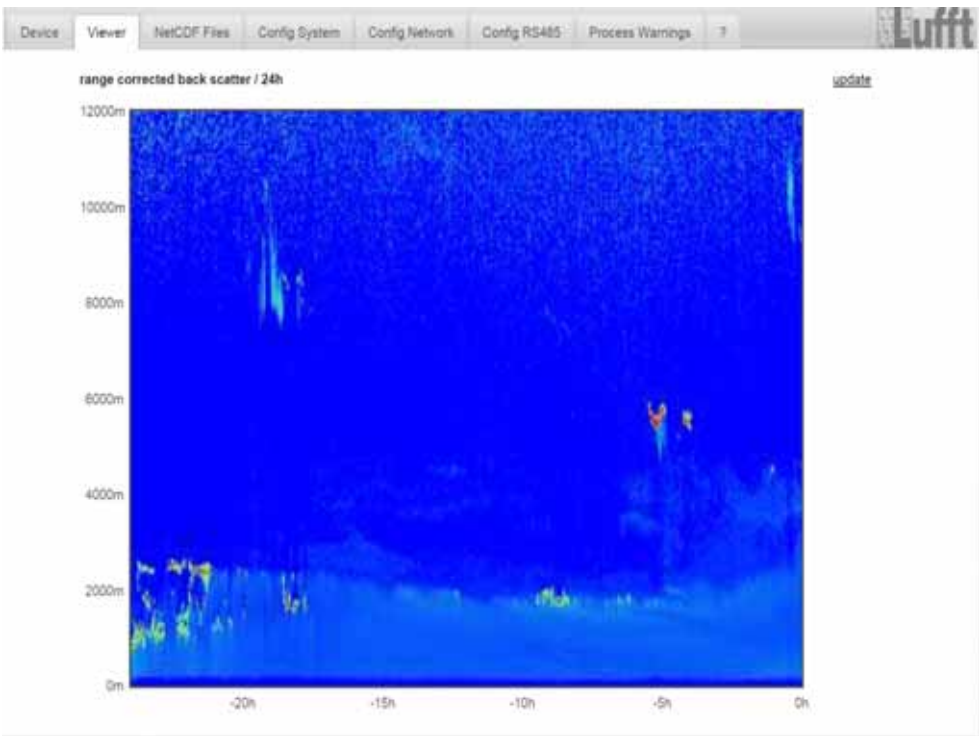 Device Viewer NetCDF Files Config System Config Network Config RS485 Process Warnings ? Lufft
range corrected back scatter / 24h update
12000m
10000m
8000m
6000m
4000m
2000m
0m
-20h -15h -10h -5h 0h